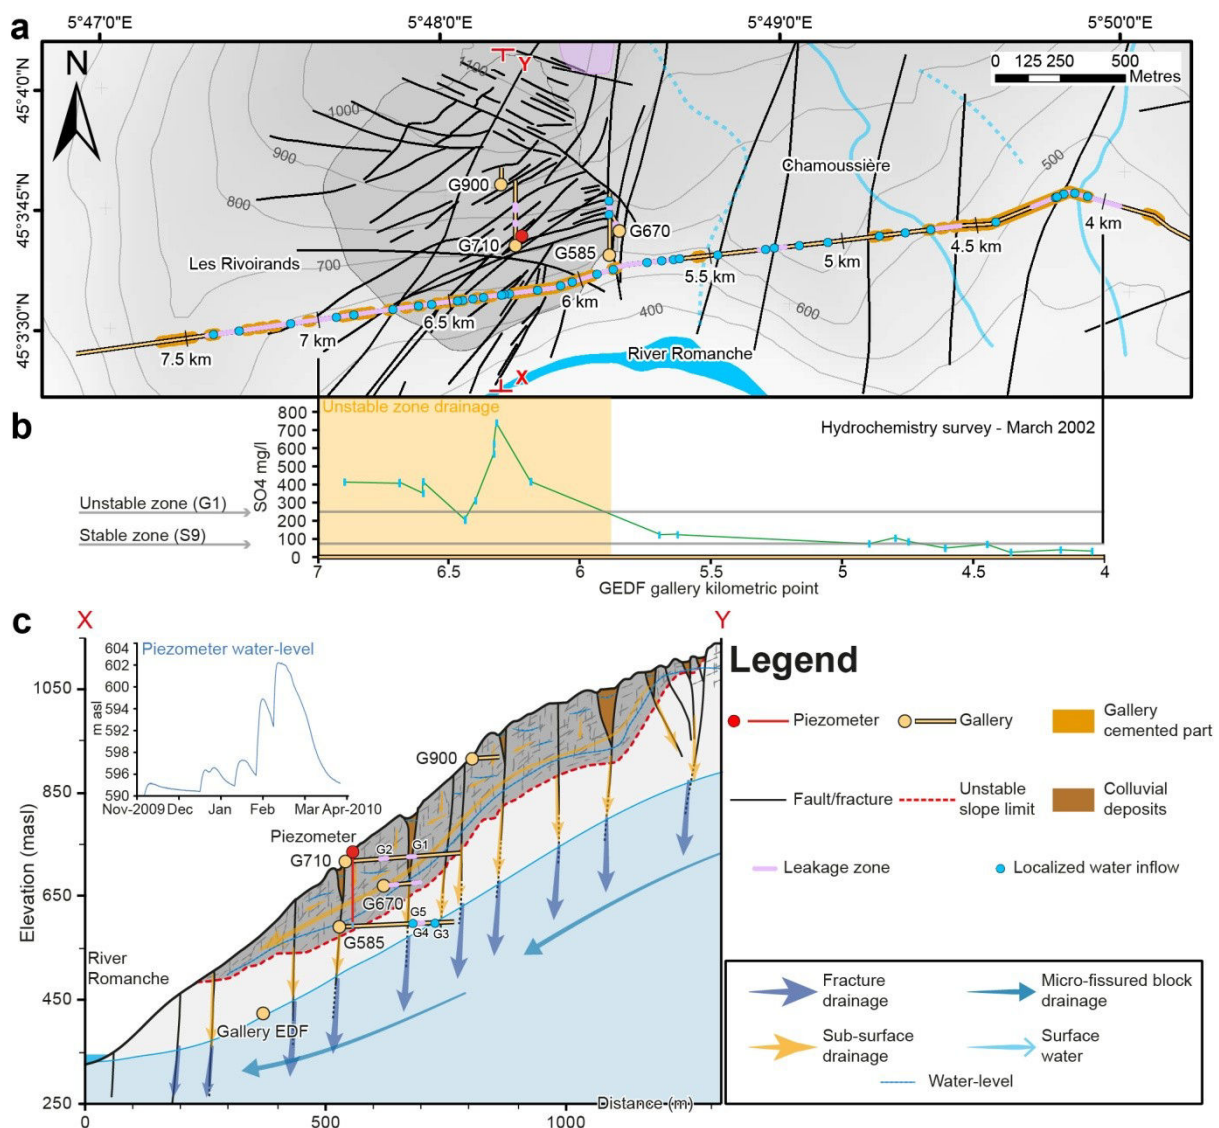 a
5°47'0"E
5°48'0"E
5°49'0"E
5°50'0"E
45°4'0"N
45°3'45"N
45°3'30"N
N
Y
1100
1000
900
800
700
0 125 250 500
Metres
500
Chamoussière
G900
G710
G670
G585
Les Rivoirands
4 km
4.5 km
5 km
5.5 km
6 km
6.5 km
7 km
7.5 km
400
600
River Romanche
X
b
Unstable zone drainage
Hydrochemistry survey - March 2002
SO4 mg/l
800
700
600
500
400
300
200
100
0
Unstable zone (G1)
Stable zone (S9)
7 6.5 6 5.5 5 4.5 4
GEDF gallery kilometric point
c
X
Y
Elevation (masl)
1050
850
650
450
250
Piezometer water-level
m asl
604
602
600
594
598
596
590
Nov-2009 Dec Jan Feb Mar Apr-2010
G900
Piezometer
G710
G2
G1
G670
G585
G5
G4
G3
River
Romanche
Gallery EDF
0 500 1000
Distance (m)
Legend
Piezometer
Gallery
Gallery
cemented part
Fault/fracture
Unstable
slope limit
Colluvial
deposits
Leakage zone
Localized water inflow
Fracture
drainage
Micro-fissured block
drainage
Sub-surface
drainage
Surface
water
Water-level